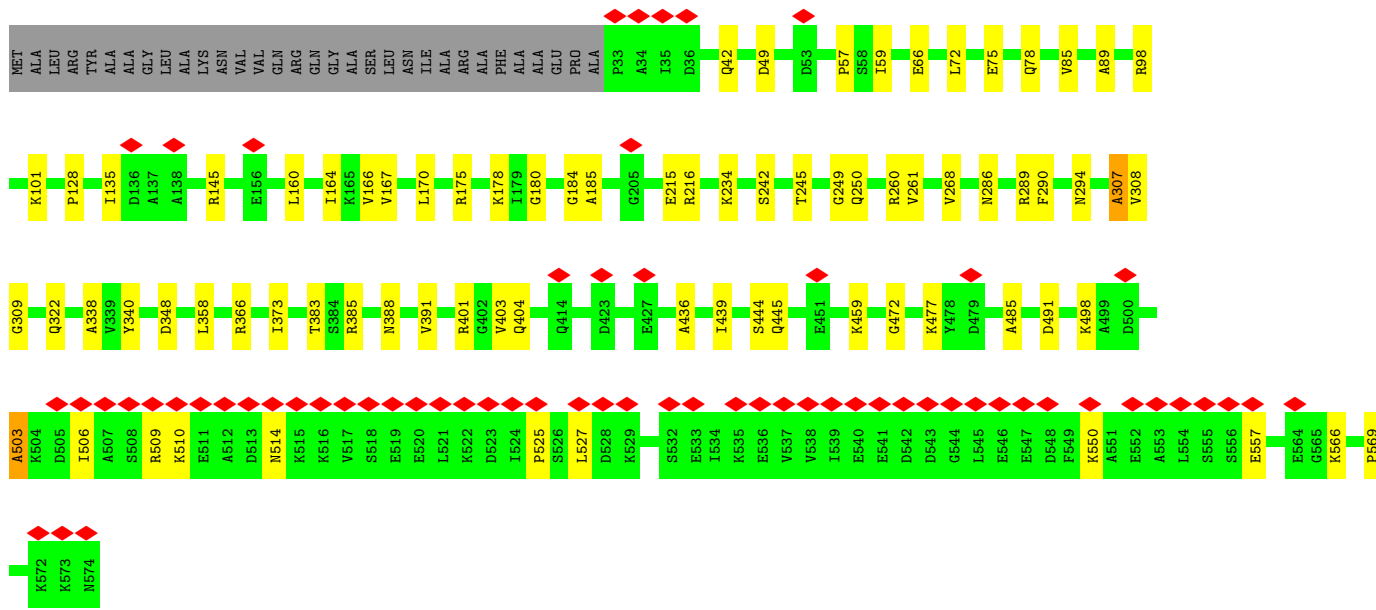 MET ALA LEU ARG TYR ALA ALA GLY LEU ALA LYS ASN VAL VAL GLN ARG GLN GLY ALA SER LEU ASN ILE ALA ARG ALA PHE ALA ALA GLU PRO ALA P33 A34 I35 D36 Q42 D49 D53 P57 S58 I59 E66 L72 E75 Q78 V85 A89 R98
K101 P128 I135 D136 A137 A138 R145 E156 L160 I164 K165 V166 V167 L170 R175 K178 I179 G180 G184 A185 G205 E215 R216 K234 S242 T245 G249 Q250 R260 V261 V268 N286 R289 F290 N294 A307 V308
G309 Q322 A338 V339 Y340 D348 L358 R366 I373 T383 S384 R385 N388 V391 R401 G402 V403 Q404 Q414 D423 E427 A436 I439 S444 Q445 E451 K459 G472 K477 Y478 D479 A485 D491 K498 A499 D500
A503 K504 D505 I506 A507 S508 R509 K510 E511 A512 D513 N514 K515 K516 V517 S518 E519 E520 L521 K522 D523 I524 P525 S526 L527 D528 K529 S532 E533 I534 K535 E536 V537 V538 I539 E540 E541 D542 D543 G544 L545 E546 E547 D548 F549 K550 A551 E552 A553 L554 S555 S556 E557 E564 G565 K566 P569
K572 K573 N574